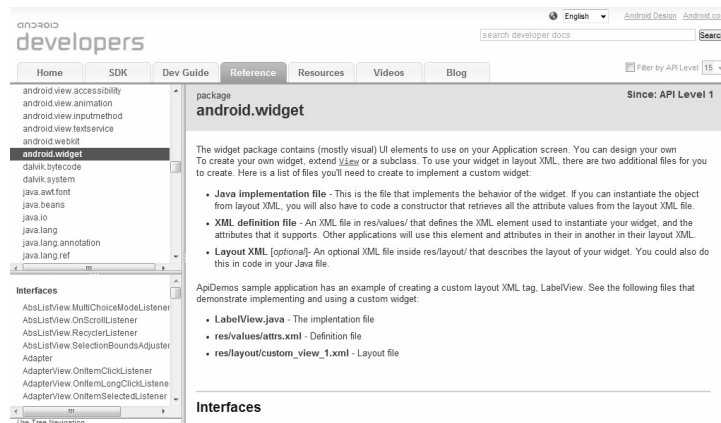 English
Android Design
Android.co
ANDROID
developers
search developer docs
Searc
Home
SDK
Dev Guide
Reference
Resources
Videos
Blog
Filter by API Level: 15
android.view.accessibility
android.view.animation
android.view.inputmethod
android.view.textservice
android.webkit
android.widget
dalvik.bytecode
dalvik.system
java.awt.font
java.beans
java.io
java.lang
java.lang.annotation
java.lang.ref
Interfaces
AbsListView.MultiChoiceModeListener
AbsListView.OnScrollListener
AbsListView.RecyclerListener
AbsListView.SelectionBoundsAdjuster
Adapter
AdapterView.OnItemClickListener
AdapterView.OnItemLongClickListene
AdapterView.OnItemSelectedListener
Use Tree Navigation
package
Since: API Level 1
android.widget
The widget package contains (mostly visual) UI elements to use on your Application screen. You can design your own
To create your own widget, extend View or a subclass. To use your widget in layout XML, there are two additional files for you
to create. Here is a list of files you'll need to create to implement a custom widget:
• Java implementation file - This is the file that implements the behavior of the widget. If you can instantiate the object
from layout XML, you will also have to code a constructor that retrieves all the attribute values from the layout XML file.
• XML definition file - An XML file in res/values/ that defines the XML element used to instantiate your widget, and the
attributes that it supports. Other applications will use this element and attributes in their in another in their layout XML.
• Layout XML [optional]- An optional XML file inside res/layout/ that describes the layout of your widget. You could also do
this in code in your Java file.
ApiDemos sample application has an example of creating a custom layout XML tag, LabelView. See the following files that
demonstrate implementing and using a custom widget:
• LabelView.java - The implentation file
• res/values/attrs.xml - Definition file
• res/layout/custom_view_1.xml - Layout file
Interfaces